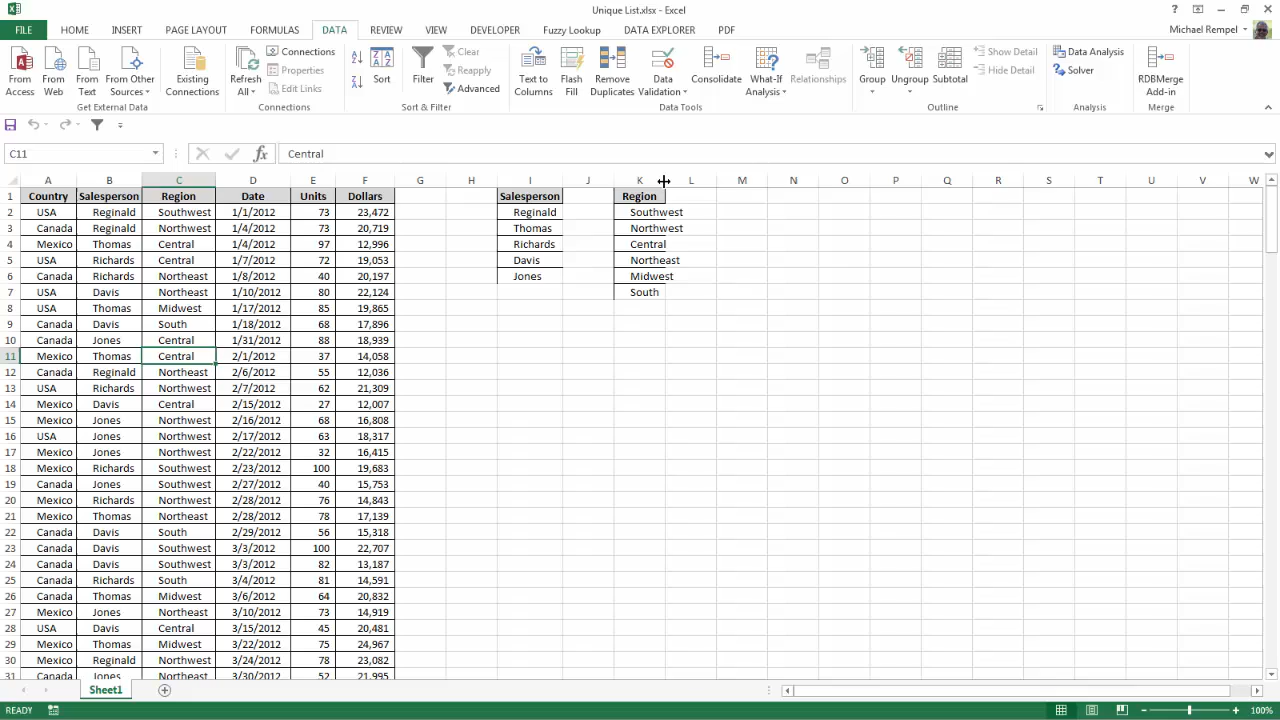 Unique List.xlsx - Excel
FILE HOME INSERT PAGE LAYOUT FORMULAS DATA REVIEW VIEW DEVELOPER Fuzzy Lookup DATA EXPLORER PDF Michael Rempel
From Access
From Web
From Text
From Other Sources
Get External Data
Existing Connections
Refresh All
Connections
Properties
Edit Links
Connections
Sort
Filter
Clear
Reapply
Advanced
Sort & Filter
Text to Columns
Flash Fill
Remove Duplicates
Data Validation
Consolidate
What-If Analysis
Relationships
Data Tools
Group
Ungroup
Subtotal
Show Detail
Hide Detail
Outline
Data Analysis
Solver
Analysis
RDBMerge Add-in
Merge
C11 fx Central
A B C D E F G H I J K L M N O P Q R S T U V W
1 Country Salesperson Region Date Units Dollars Salesperson Region
2 USA Reginald Southwest 1/1/2012 73 23,472 Reginald Southwest
3 Canada Reginald Northwest 1/4/2012 73 20,719 Thomas Northwest
4 Mexico Thomas Central 1/4/2012 97 12,996 Richards Central
5 USA Richards Central 1/7/2012 72 19,053 Davis Northeast
6 Canada Richards Northeast 1/8/2012 40 20,197 Jones Midwest
7 USA Davis Northeast 1/10/2012 80 22,124 South
8 USA Thomas Midwest 1/17/2012 85 19,865
9 Canada Davis South 1/18/2012 68 17,896
10 Canada Jones Central 1/31/2012 88 18,939
11 Mexico Thomas Central 2/1/2012 37 14,058
12 Canada Reginald Northeast 2/6/2012 55 12,036
13 USA Richards Northwest 2/7/2012 62 21,309
14 Mexico Davis Central 2/15/2012 27 12,007
15 Mexico Jones Northwest 2/16/2012 68 16,808
16 USA Jones Northwest 2/17/2012 63 18,317
17 Mexico Jones Northwest 2/22/2012 32 16,415
18 Mexico Richards Southwest 2/23/2012 100 19,683
19 Canada Jones Southwest 2/27/2012 40 15,753
20 Mexico Richards Northwest 2/28/2012 76 14,843
21 Mexico Thomas Northeast 2/28/2012 78 17,139
22 Canada Davis South 2/29/2012 56 15,318
23 Canada Davis Southwest 3/3/2012 100 22,707
24 Canada Davis Southwest 3/3/2012 82 13,187
25 Canada Richards South 3/4/2012 81 14,591
26 Canada Thomas Midwest 3/6/2012 64 20,832
27 Mexico Jones Northeast 3/10/2012 73 14,919
28 USA Davis Central 3/15/2012 45 20,481
29 Mexico Thomas Midwest 3/22/2012 75 24,967
30 Mexico Reginald Northwest 3/24/2012 78 23,082
31 Canada Jones Northeast 3/30/2012 52 21,995
Sheet1
READY 100%